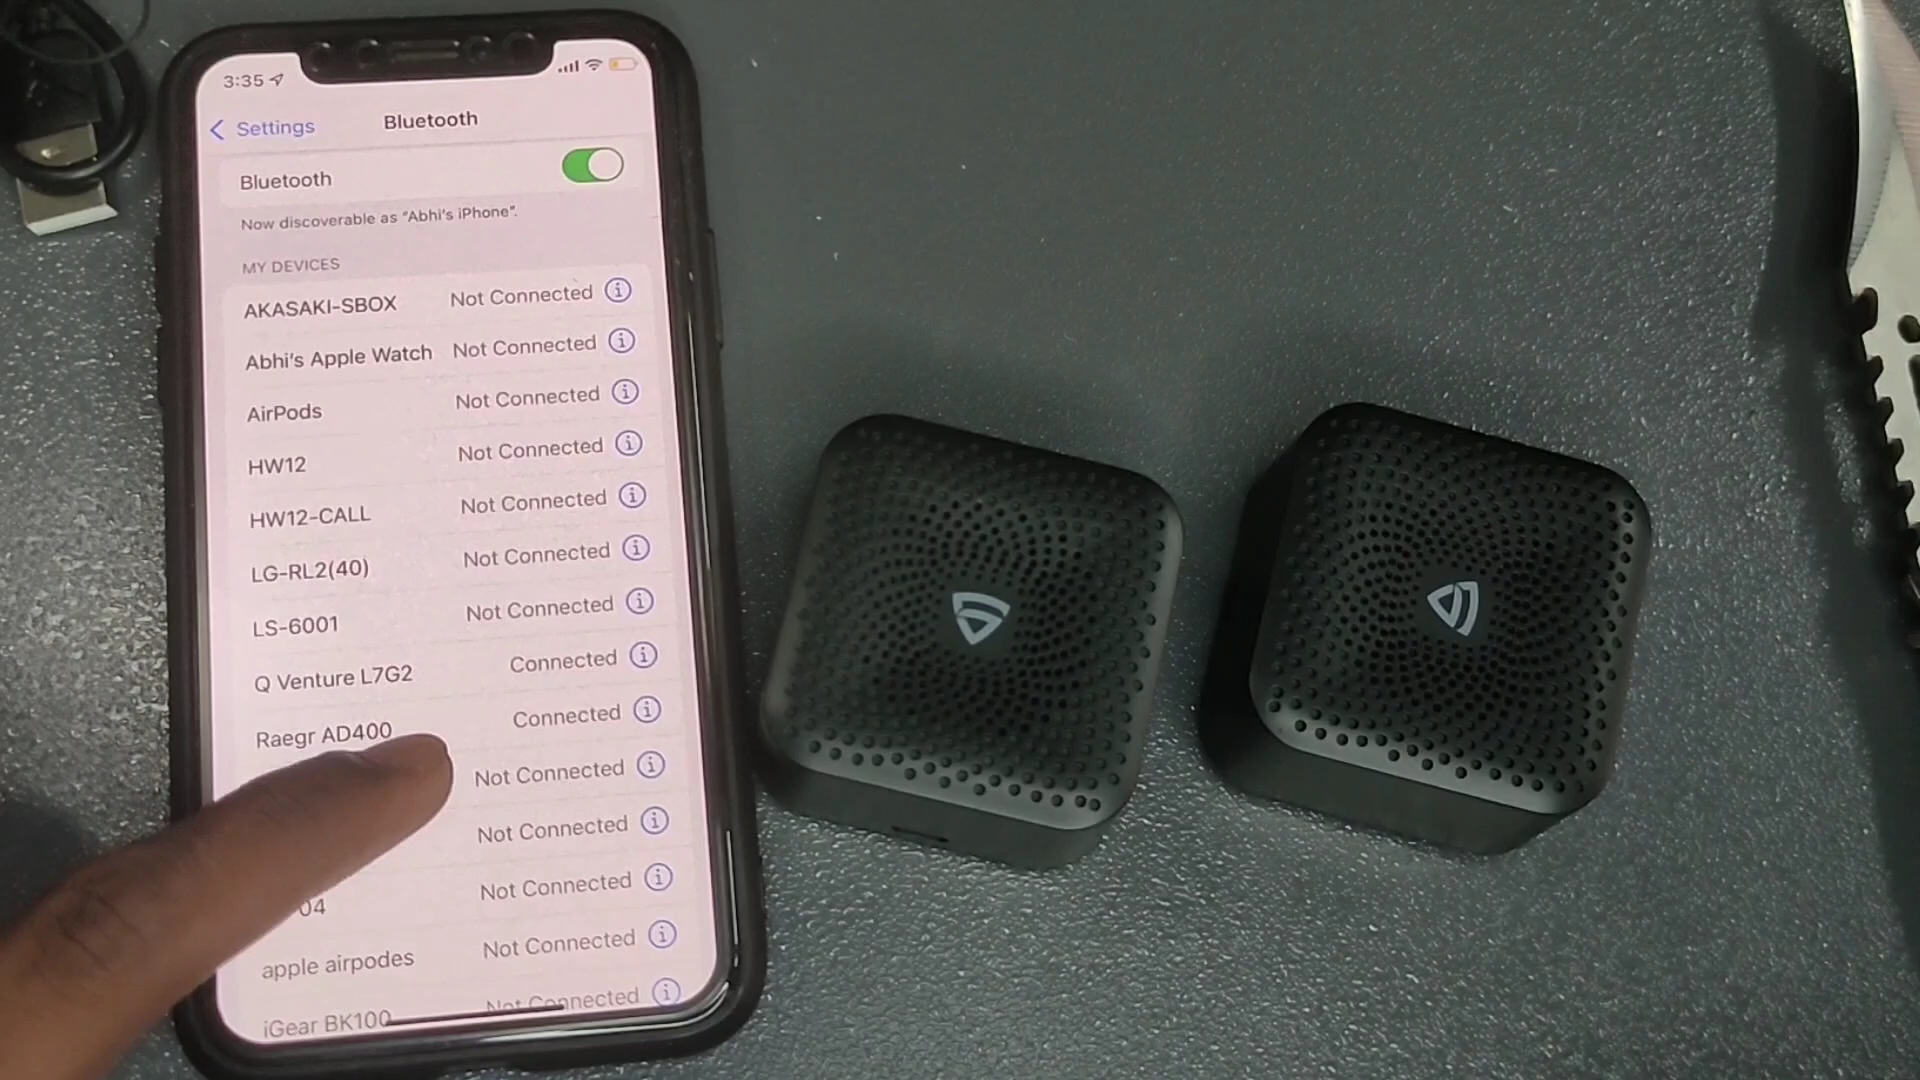 3:35
Settings
Bluetooth
Bluetooth
Now discoverable as “Abhi's iPhone”.
MY DEVICES
AKASAKI-SBOX Not Connected
Abhi's Apple Watch Not Connected
AirPods Not Connected
HW12 Not Connected
HW12-CALL Not Connected
LG-RL2(40) Not Connected
LS-6001 Not Connected
Q Venture L7G2 Connected
Raegr AD400 Connected
Not Connected
Not Connected
04 Not Connected
apple airpodes Not Connected
iGear BK100 Not Connected